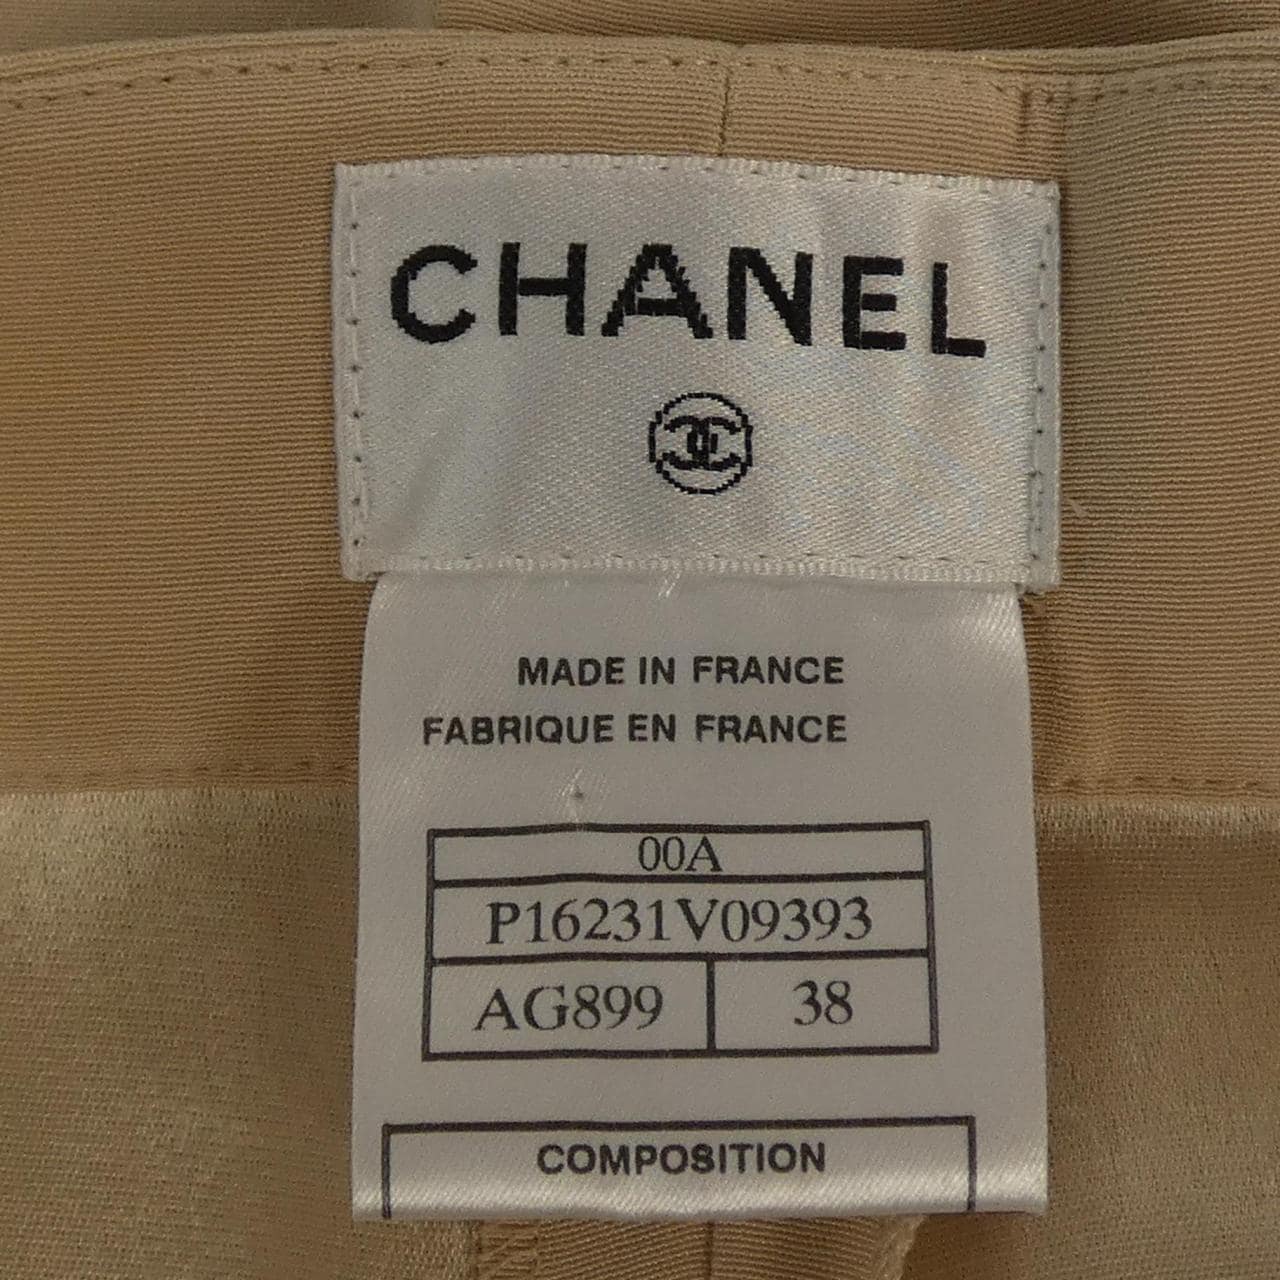 CHANEL
MADE IN FRANCE
FABRIQUE EN FRANCE
00A
P16231V09393
AG899 38
COMPOSITION